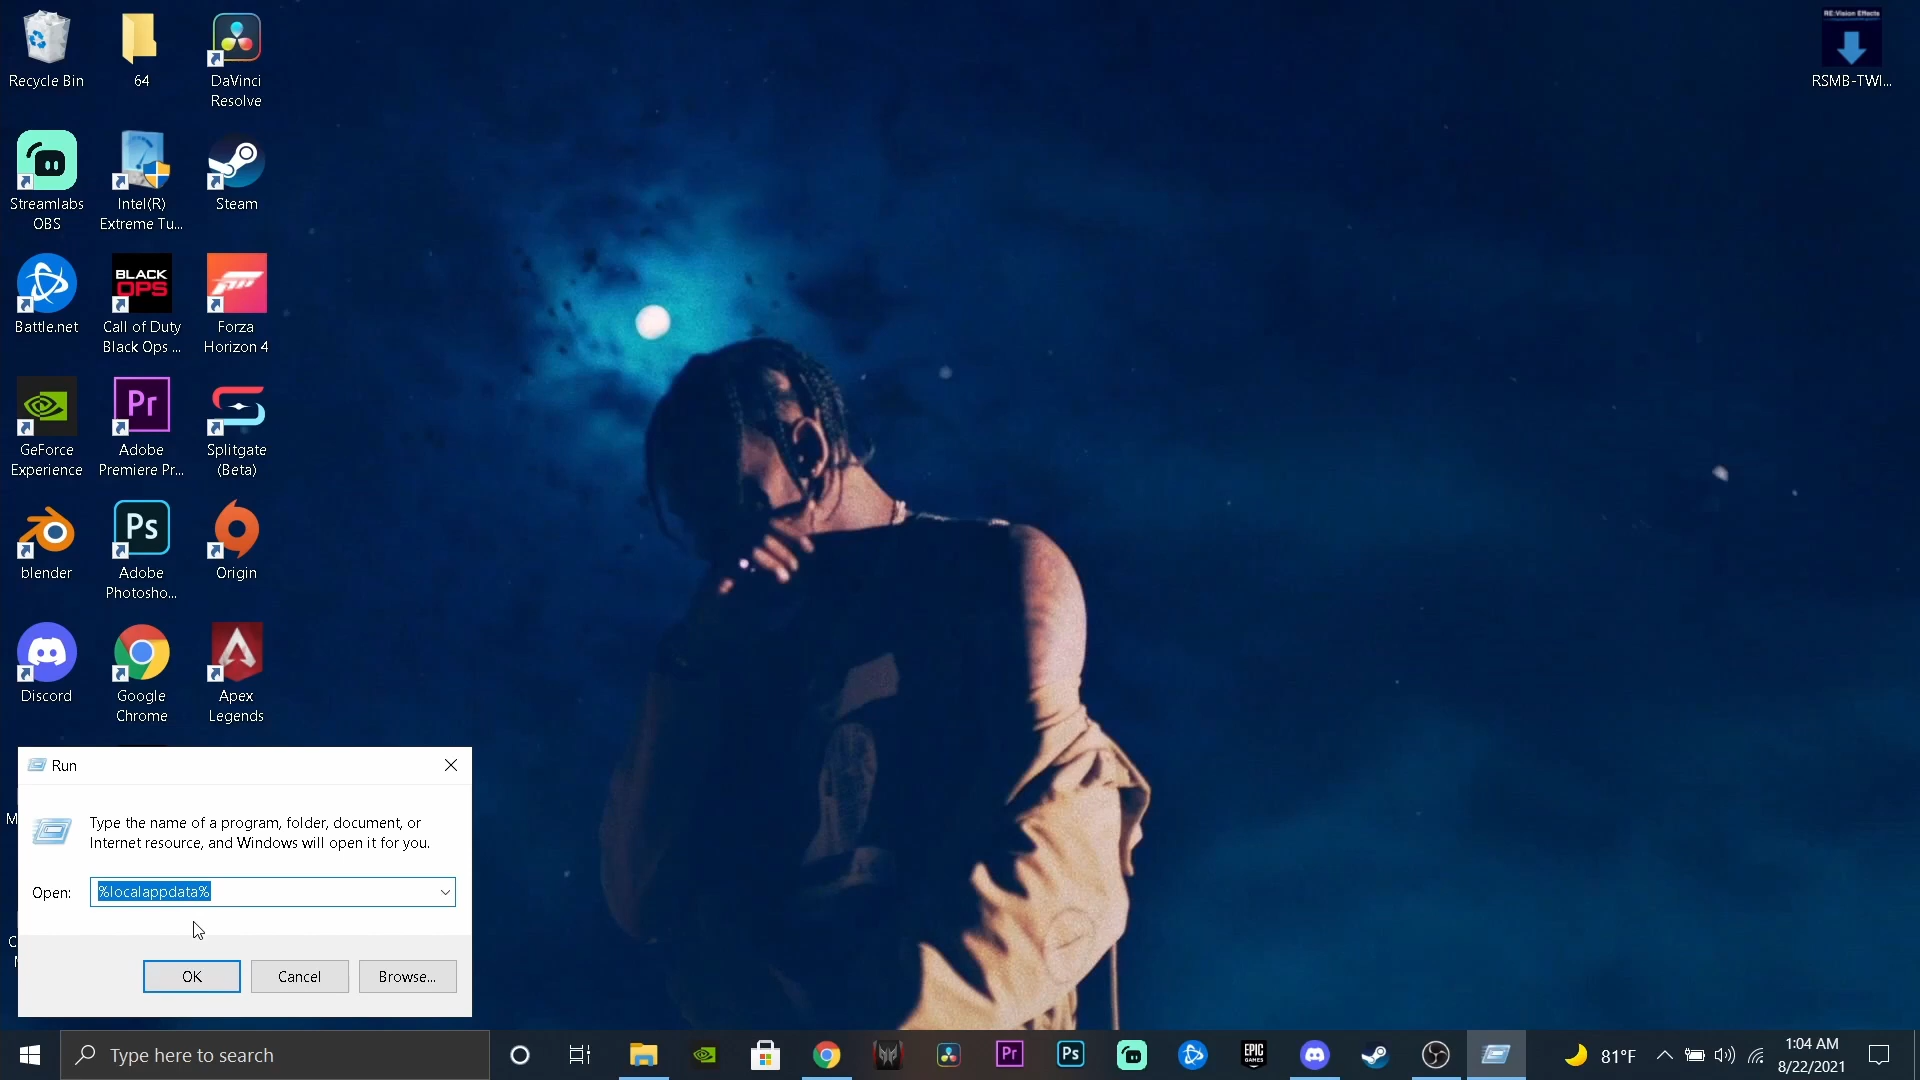 Recycle Bin
64
DaVinci
Resolve
RE:Vision Effects
RSMB-TWI...
Streamlabs
OBS
Intel(R)
Extreme Tu...
Steam
Battle.net
BLACK
OPS
Call of Duty
Black Ops ...
Forza
Horizon 4
GeForce
Experience
Pr
Adobe
Premiere Pr...
Splitgate
(Beta)
blender
Ps
Adobe
Photosho...
Origin
Discord
Google
Chrome
Apex
Legends
Run
Type the name of a program, folder, document, or
Internet resource, and Windows will open it for you.
Open:
%localappdata%
OK
Cancel
Browse...
Type here to search
Pr
Ps
EPIC
GAMES
81°F
1:04 AM
8/22/2021